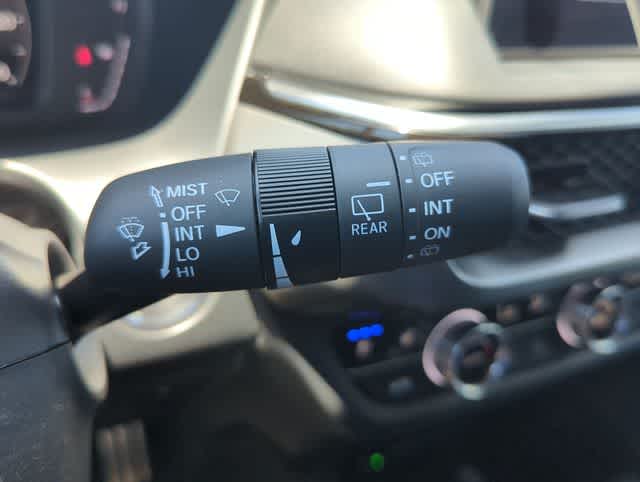 MIST
OFF
INT
LO
HI
REAR
OFF
INT
ON